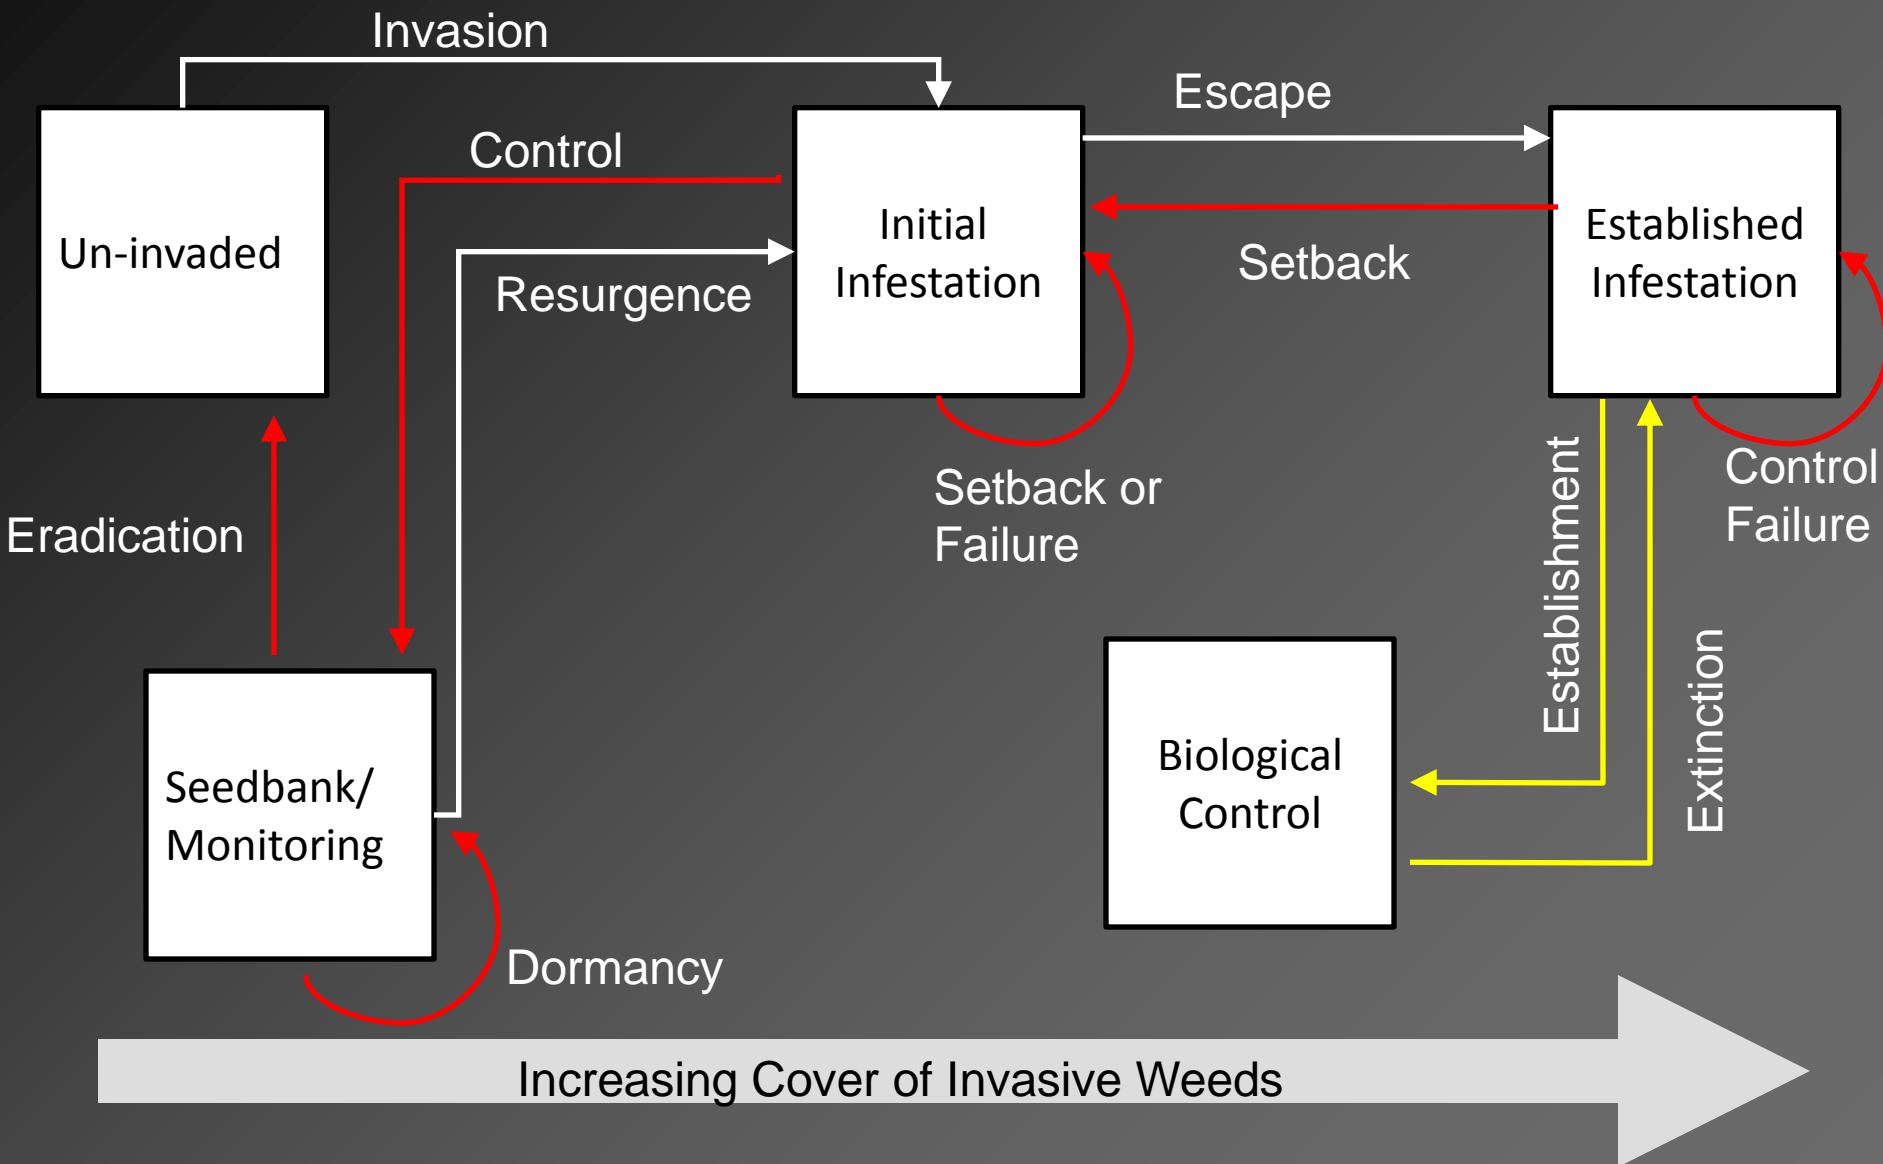 Invasion
Escape
Control
Un-invaded
Initial
Infestation
Established
Infestation
Resurgence
Setback
Setback or
Failure
Control
Failure
Eradication
Establishment
Extinction
Seedbank/
Monitoring
Biological
Control
Dormancy
Increasing Cover of Invasive Weeds